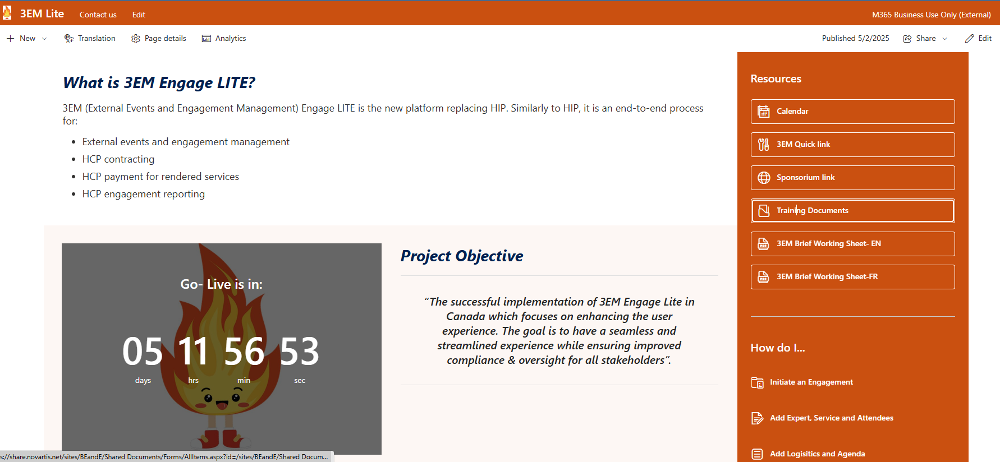 3EM Lite
Contact us
Edit
M365 Business Use Only (External)
New
Translation
Page details
Analytics
Published 5/2/2025
Share
Edit
What is 3EM Engage LITE?
3EM (External Events and Engagement Management) Engage LITE is the new platform replacing HIP. Similarly to HIP, it is an end-to-end process
for:
• External events and engagement management
• HCP contracting
• HCP payment for rendered services
• HCP engagement reporting
Go- Live is in:
05 11 56 53
days hrs min sec
Project Objective
“The successful implementation of 3EM Engage Lite in
Canada which focuses on enhancing the user
experience. The goal is to have a seamless and
streamlined experience while ensuring improved
compliance & oversight for all stakeholders”.
Resources
Calendar
3EM Quick link
Sponsorium link
Training Documents
PDF
3EM Brief Working Sheet- EN
PDF
3EM Brief Working Sheet-FR
How do I...
Initiate an Engagement
Add Expert, Service and Attendees
Add Logisitics and Agenda
s://share.novartis.net/sites/BEandE/Shared Documents/Forms/AllItems.aspx?id=/sites/BEandE/Shared Docum...